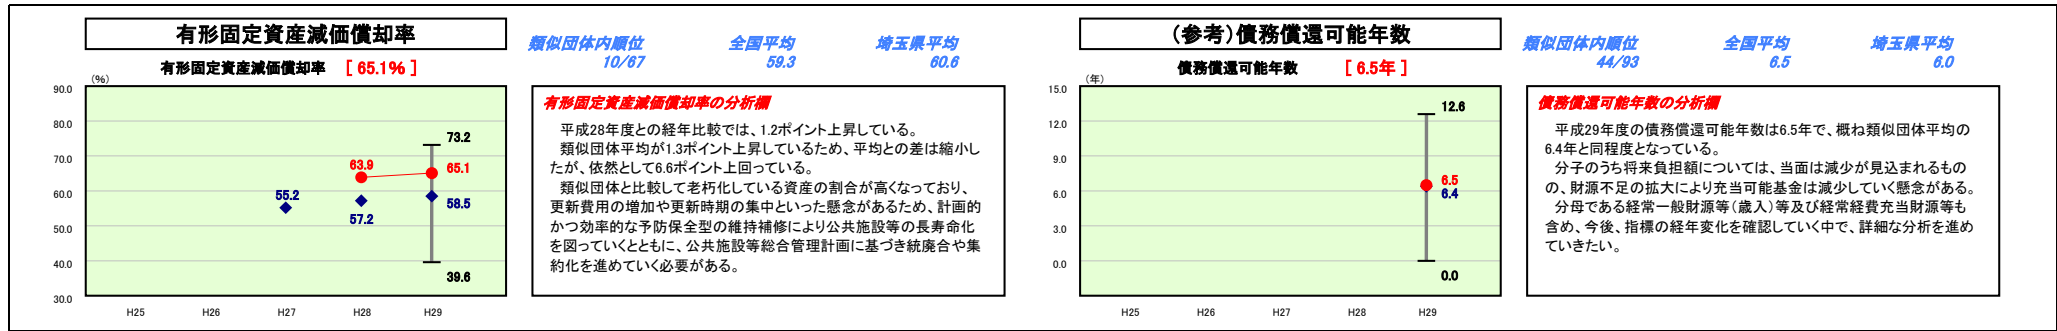 有形固定資産減価償却率
類似団体内順位
10/67
全国平均
59.3
埼玉県平均
60.6
有形固定資産減価償却率 [ 65.1% ]
(%)
90.0
80.0
70.0
60.0
50.0
40.0
30.0
73.2
63.9
65.1
55.2
57.2
58.5
39.6
H25
H26
H27
H28
H29
有形固定資産減価償却率の分析欄
平成28年度との経年比較では、1.2ポイント上昇している。
類似団体平均が1.3ポイント上昇しているため、平均との差は縮小し
たが、依然として6.6ポイント上回っている。
類似団体と比較して老朽化している資産の割合が高くなっており、
更新費用の増加や更新時期の集中といった懸念があるため、計画的
かつ効率的な予防保全型の維持補修により公共施設等の長寿命化
を図っていくとともに、公共施設等総合管理計画に基づき統廃合や集
約化を進めていく必要がある。
(参考)債務償還可能年数
類似団体内順位
44/93
全国平均
6.5
埼玉県平均
6.0
債務償還可能年数 [ 6.5年 ]
(年)
15.0
12.0
9.0
6.0
3.0
0.0
12.6
6.5
6.4
0.0
H25
H26
H27
H28
H29
債務償還可能年数の分析欄
平成29年度の債務償還可能年数は6.5年で、概ね類似団体平均の
6.4年と同程度となっている。
分子のうち将来負担額については、当面は減少が見込まれるもの
の、財源不足の拡大により充当可能基金は減少していく懸念がある。
分母である経常一般財源等(歳入)等及び経常経費充当財源等も
含め、今後、指標の経年変化を確認していく中で、詳細な分析を進め
ていきたい。